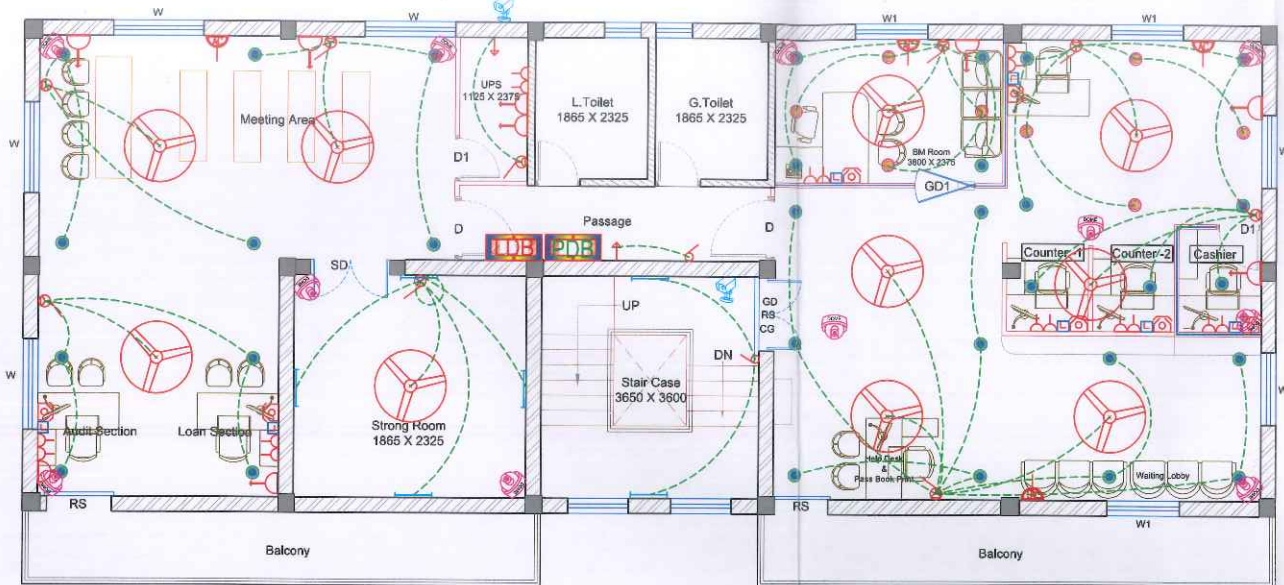 W
W
W1
W1
UPS
1125 X 2375
L.Toilet
1865 X 2325
G.Toilet
1865 X 2325
Meeting Area
BM Room
3600 X 2375
W
W
D1
GD1
D
Passage
D
LDB
PDB
D1
Counter-1
Counter-2
Cashier
SD
UP
GD
RS
CG
DN
Stair Case
3650 X 3600
W
W
Strong Room
1865 X 2325
Audit Section
Loan Section
Help Desk
&
Pass Book Print
Waiting Lobby
RS
RS
W1
Balcony
Balcony